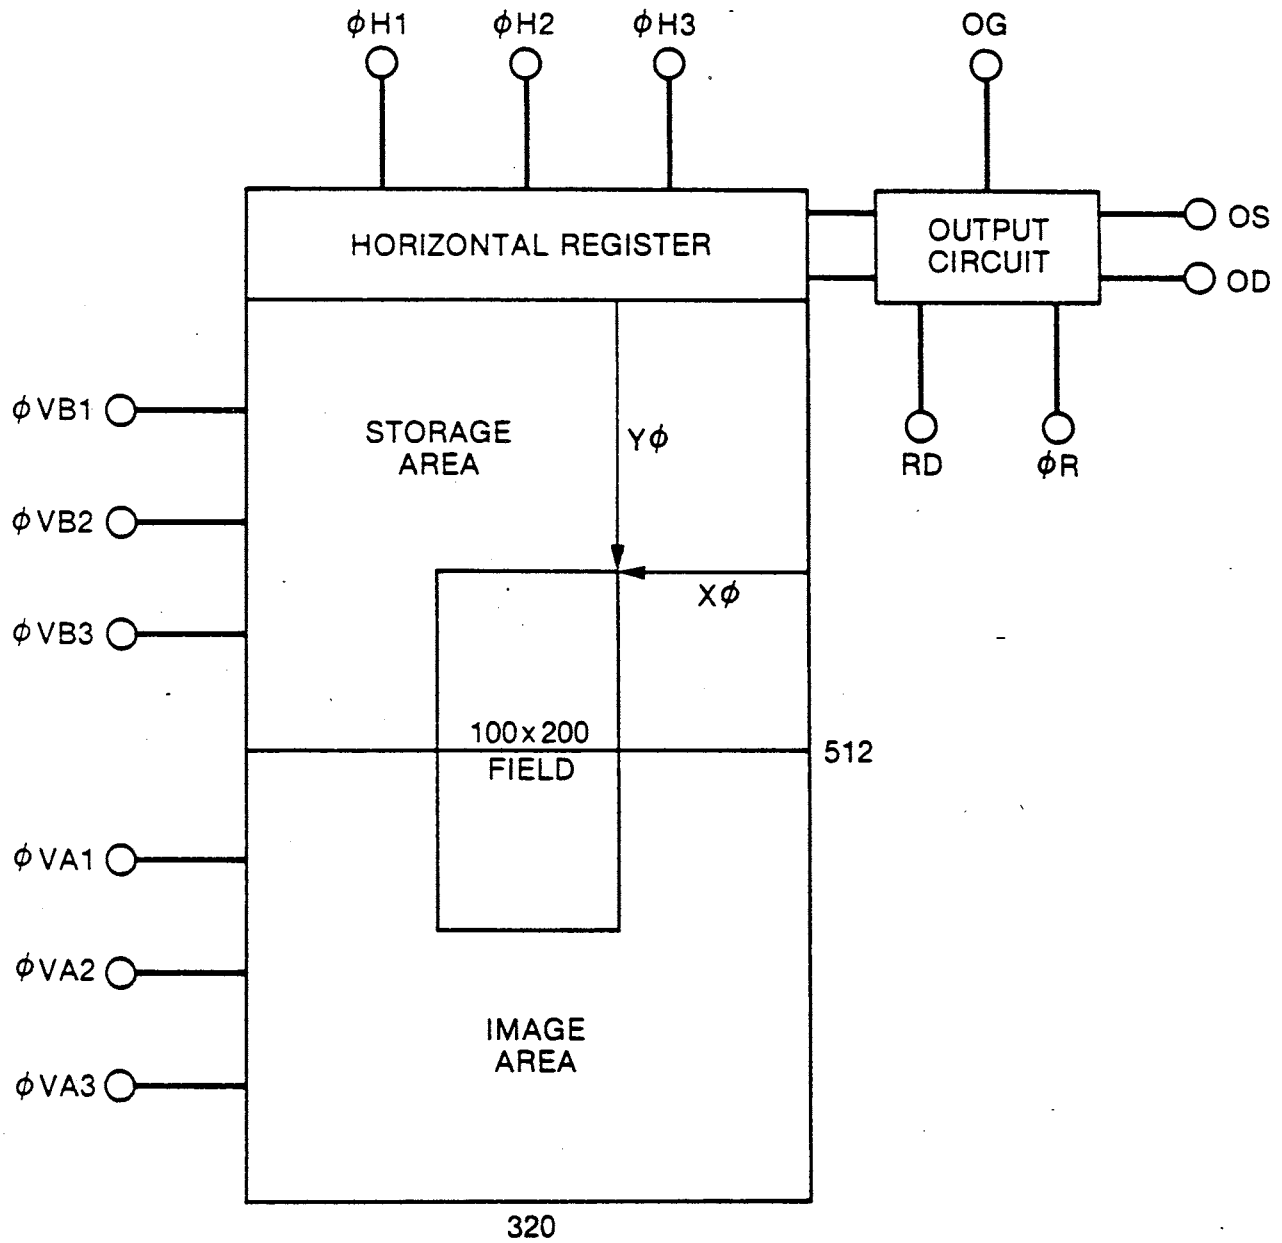 ϕH1
ϕH2
ϕH3
OG
HORIZONTAL REGISTER
OUTPUT
CIRCUIT
OS
OD
ϕVB1
STORAGE
AREA
Yϕ
RD
ϕR
ϕVB2
Xϕ
ϕVB3
100x200
FIELD
512
ϕVA1
ϕVA2
IMAGE
AREA
ϕVA3
320